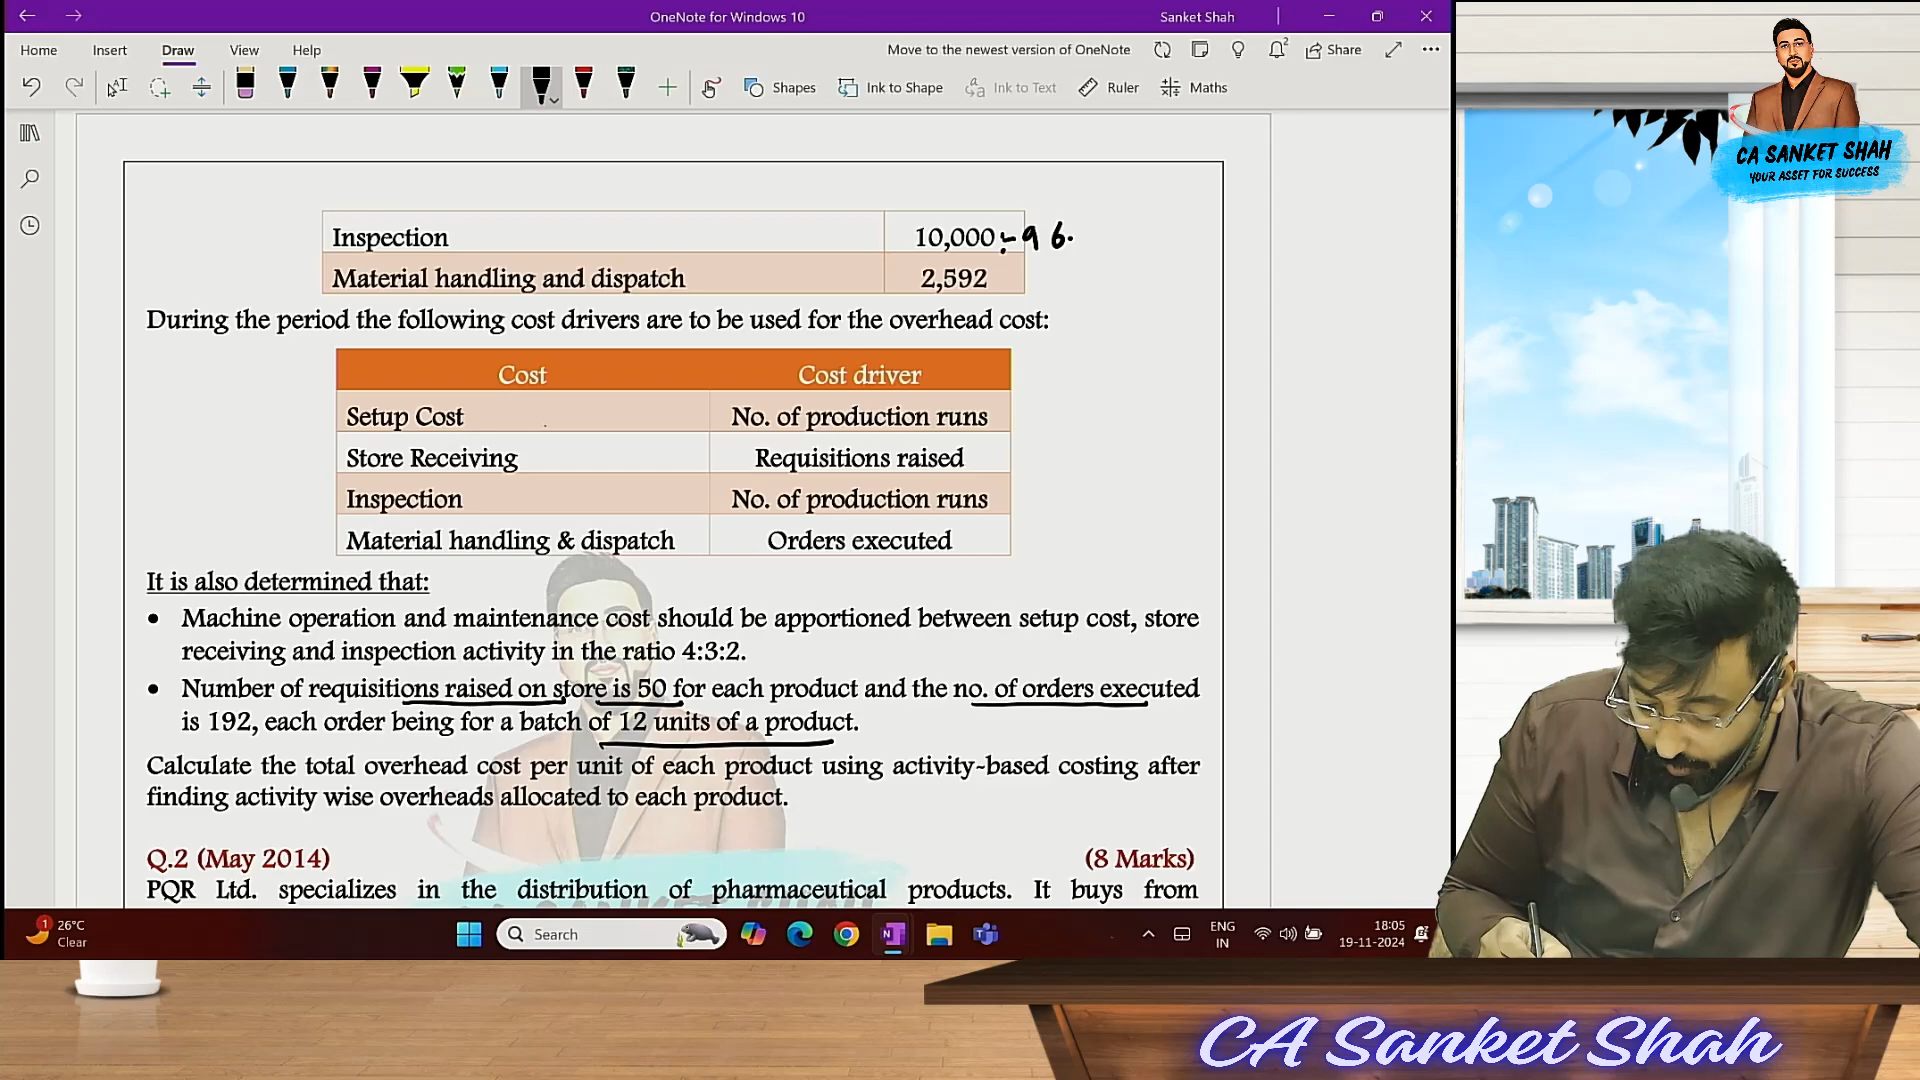 OneNote for Windows 10
Sanket Shah
Home Insert Draw View Help
Move to the newest version of OneNote
2
Share
Shapes
Ink to Shape
Ink to Text
Ruler
Maths
CA SANKET SHAH
YOUR ASSET FOR SUCCESS
Inspection 10,000 ÷ 96.
Material handling and dispatch 2,592
During the period the following cost drivers are to be used for the overhead cost:
Cost Cost driver
Setup Cost No. of production runs
Store Receiving Requisitions raised
Inspection No. of production runs
Material handling & dispatch Orders executed
It is also determined that:
• Machine operation and maintenance cost should be apportioned between setup cost, store
receiving and inspection activity in the ratio 4:3:2.
• Number of requisitions raised on store is 50 for each product and the no. of orders executed
is 192, each order being for a batch of 12 units of a product.
Calculate the total overhead cost per unit of each product using activity-based costing after
finding activity wise overheads allocated to each product.
Q.2 (May 2014) (8 Marks)
PQR Ltd. specializes in the distribution of pharmaceutical products. It buys from
1
26°C
Clear
Search
ENG
IN
18:05
19-11-2024
CA Sanket Shah